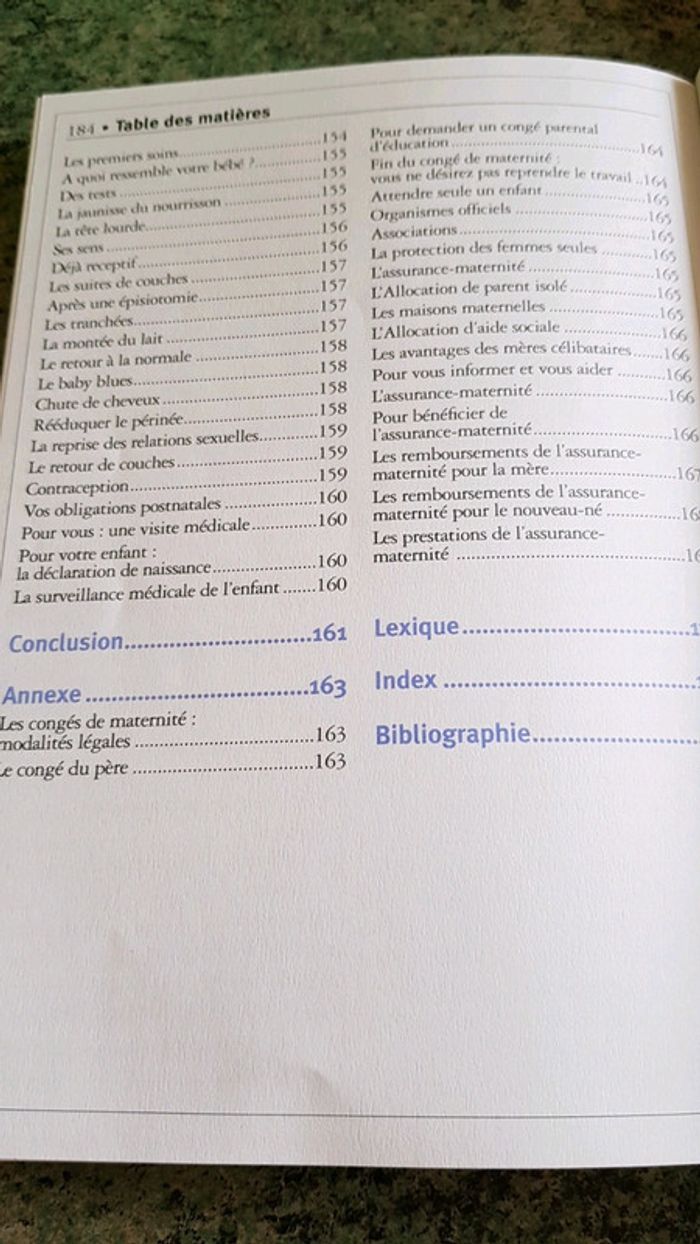 184 • Table des matières
Les premiers soins..........154
A quoi ressemble votre bébé ?..........155
Des tests..........155
La jaunisse du nourrisson..........155
La tête lourde..........155
Ses sens..........156
Déjà réceptif..........156
Les suites de couches..........157
Après une épisiotomie..........157
Les tranchées..........157
La montée du lait..........157
Le retour à la normale..........158
Le baby blues..........158
Chute de cheveux..........158
Rééduquer le périnée..........158
La reprise des relations sexuelles..........159
Le retour de couches..........159
Contraception..........159
Vos obligations postnatales..........160
Pour vous : une visite médicale..........160
Pour votre enfant :
la déclaration de naissance..........160
La surveillance médicale de l'enfant.......160
Conclusion..........161
Annexe..........163
Les congés de maternité :
modalités légales..........163
Le congé du père..........163
Pour demander un congé parental
d'éducation..........164
Fin du congé de maternité :
vous ne désirez pas reprendre le travail..164
Attendre seule un enfant..........165
Organismes officiels..........165
Associations..........165
La protection des femmes seules..........165
L'assurance-maternité..........165
L'Allocation de parent isolé..........165
Les maisons maternelles..........165
L'Allocation d'aide sociale..........166
Les avantages des mères célibataires.......166
Pour vous informer et vous aider..........166
L'assurance-maternité..........166
Pour bénéficier de
l'assurance-maternité..........166
Les remboursements de l'assurance-
maternité pour la mère..........167
Les remboursements de l'assurance-
maternité pour le nouveau-né..........
Les prestations de l'assurance-
maternité..........
Lexique..........
Index..........
Bibliographie..........